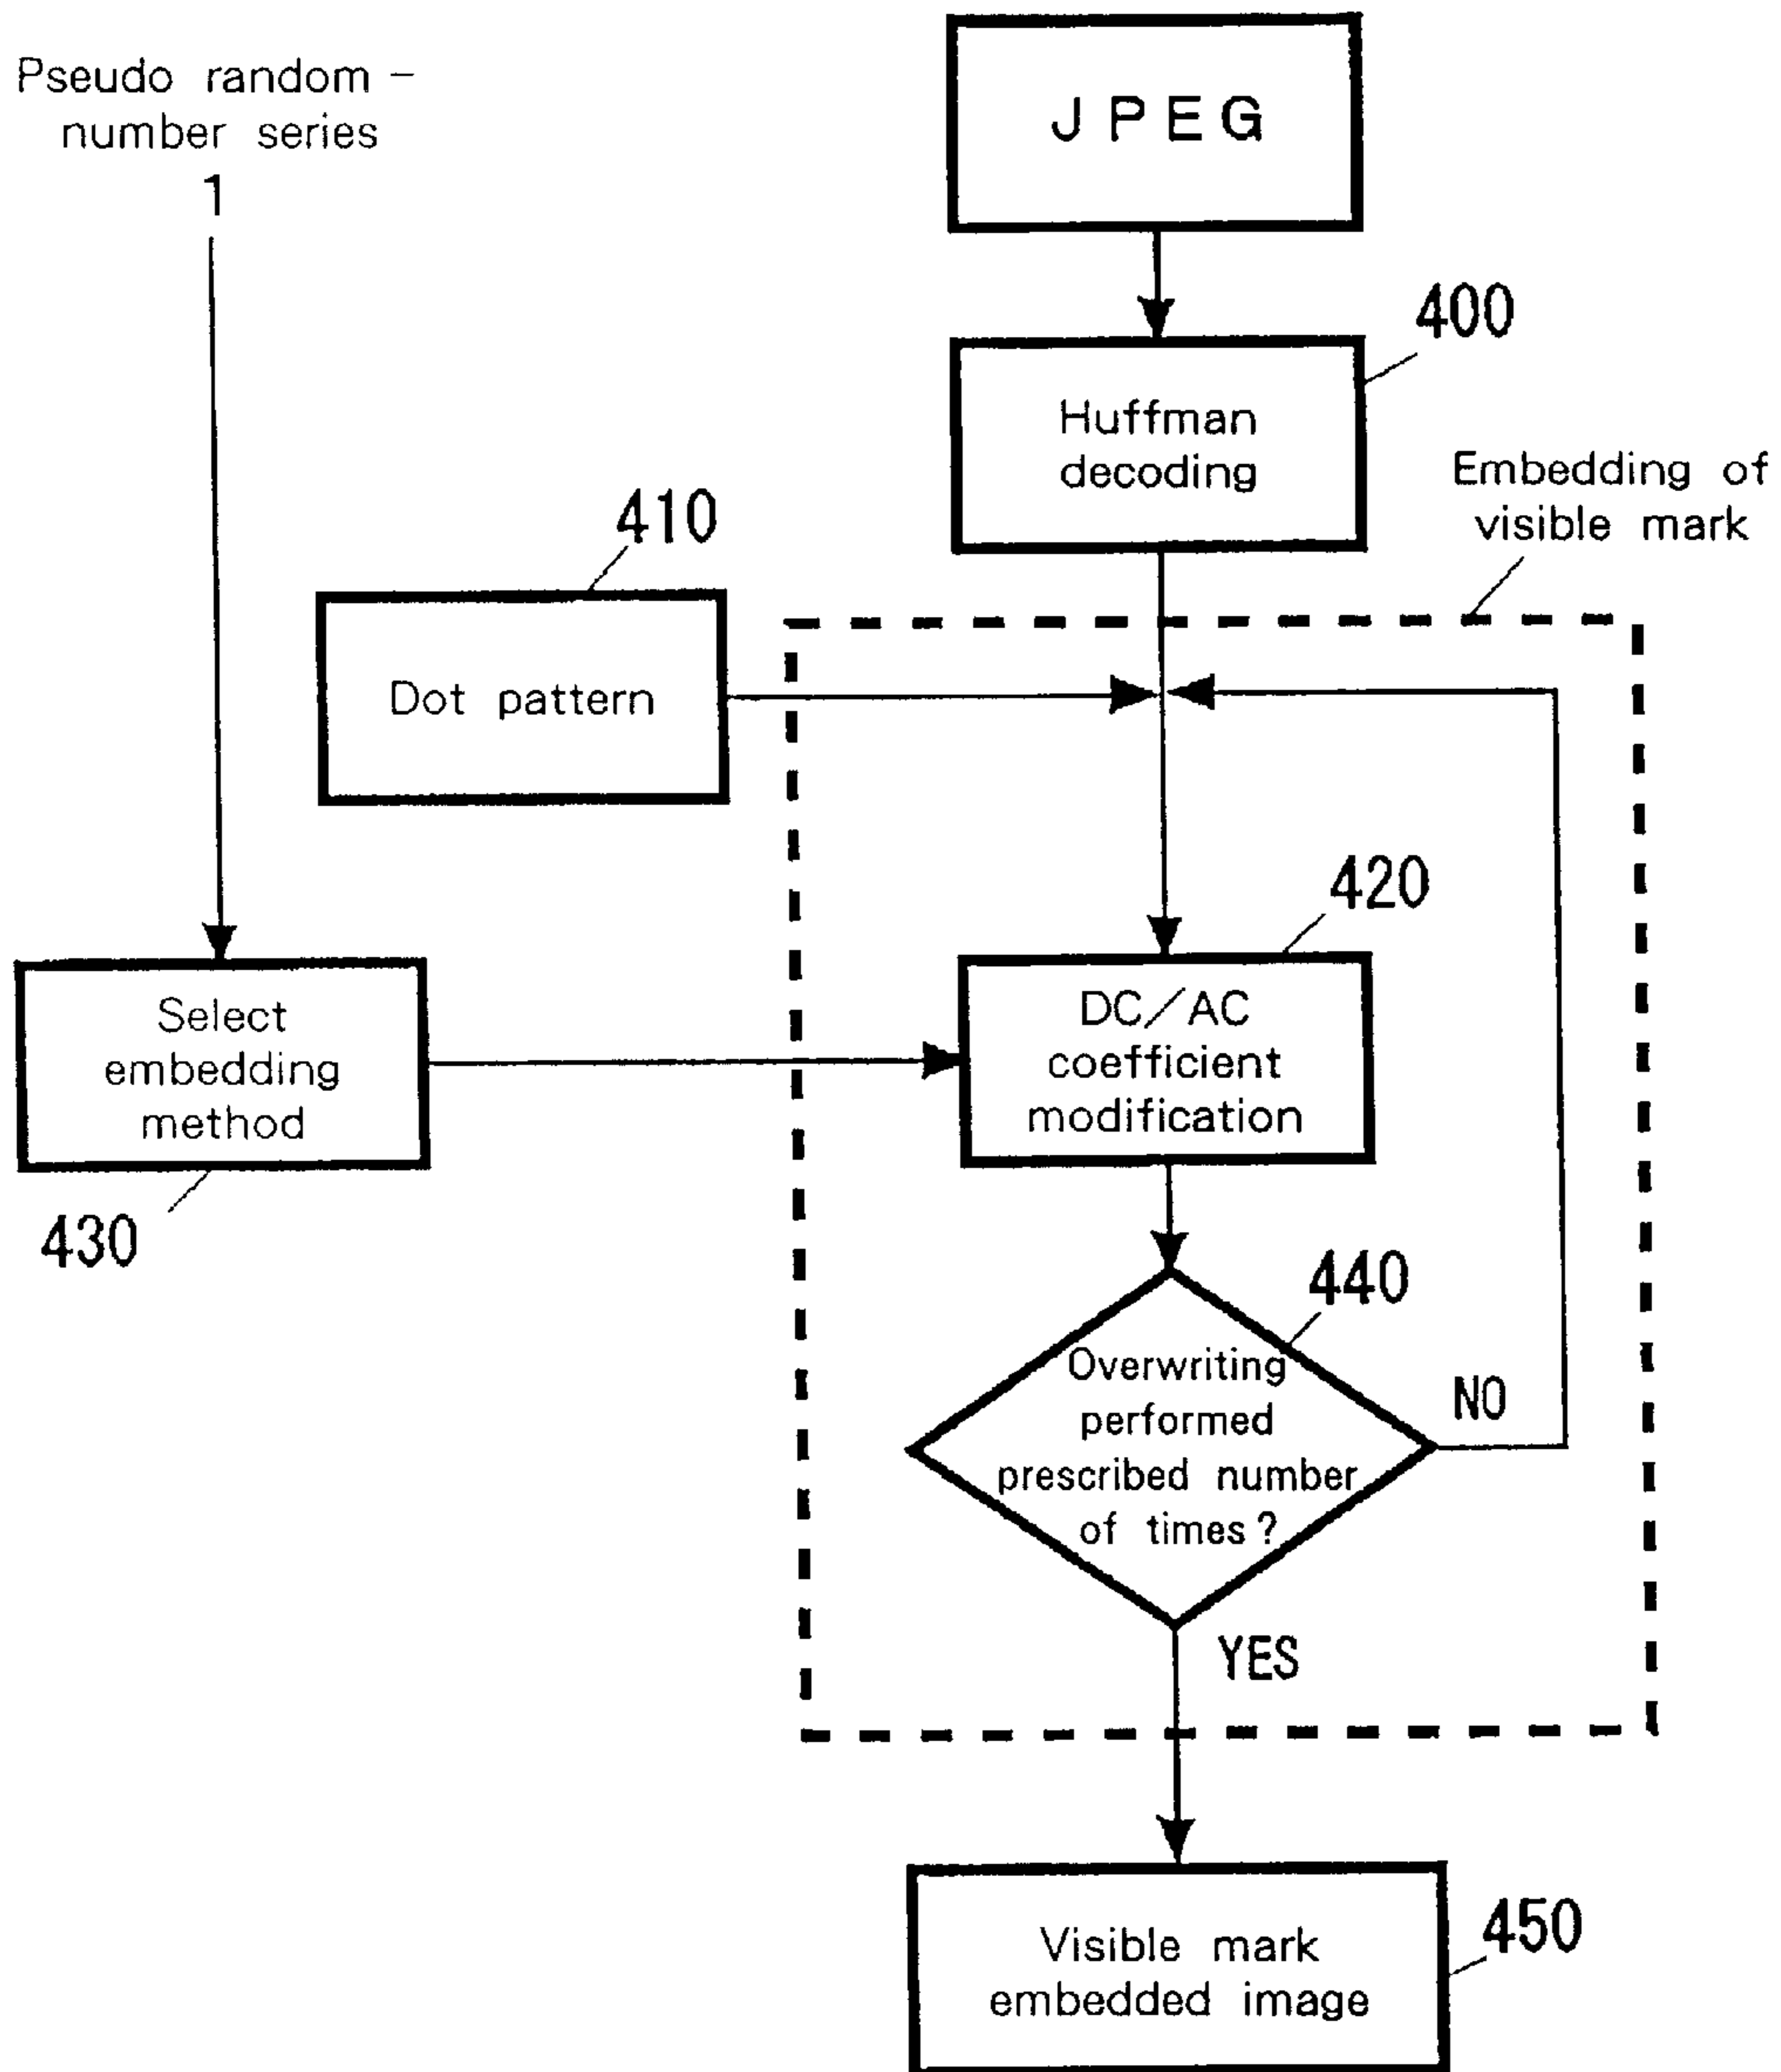 Pseudo random-
number series
1
JPEG
400
Huffman
decoding
Embedding of
visible mark
410
Dot pattern
420
DC/AC
coefficient
modification
Select
embedding
method
430
440
Overwriting
performed
prescribed number
of times?
NO
YES
450
Visible mark
embedded image